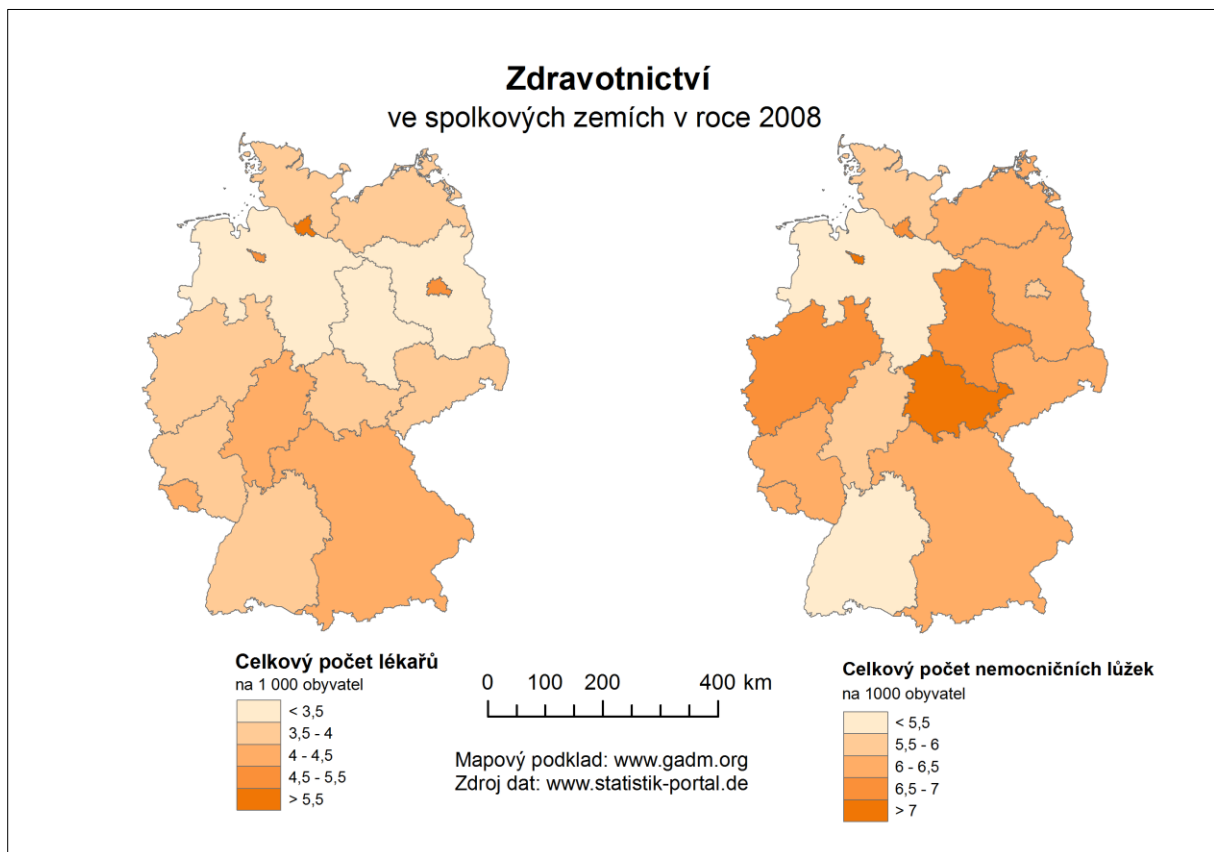 Zdravotnictví
ve spolkových zemích v roce 2008
Celkový počet lékařů
na 1 000 obyvatel
< 3,5
3,5 - 4
4 - 4,5
4,5 - 5,5
> 5,5
0 100 200 400 km
Mapový podklad: www.gadm.org
Zdroj dat: www.statistik-portal.de
Celkový počet nemocničních lůžek
na 1000 obyvatel
< 5,5
5,5 - 6
6 - 6,5
6,5 - 7
> 7